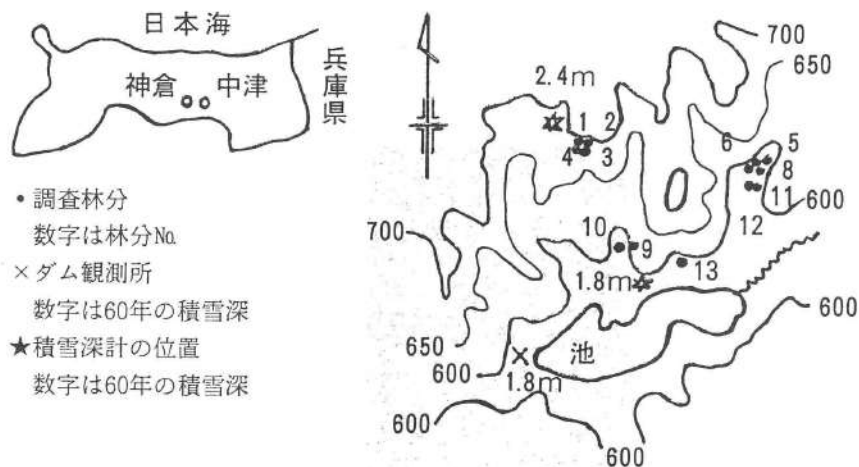 日本海
兵庫県
神倉 中津
・調査林分
数字は林分No.
×ダム観測所
数字は60年の積雪深
★積雪深計の位置
数字は60年の積雪深
700
650
2.4m
1 2
4 3
6 5
8
11
600
12
700
10
9
13
1.8m
650
600
池
1.8m
600
600
600